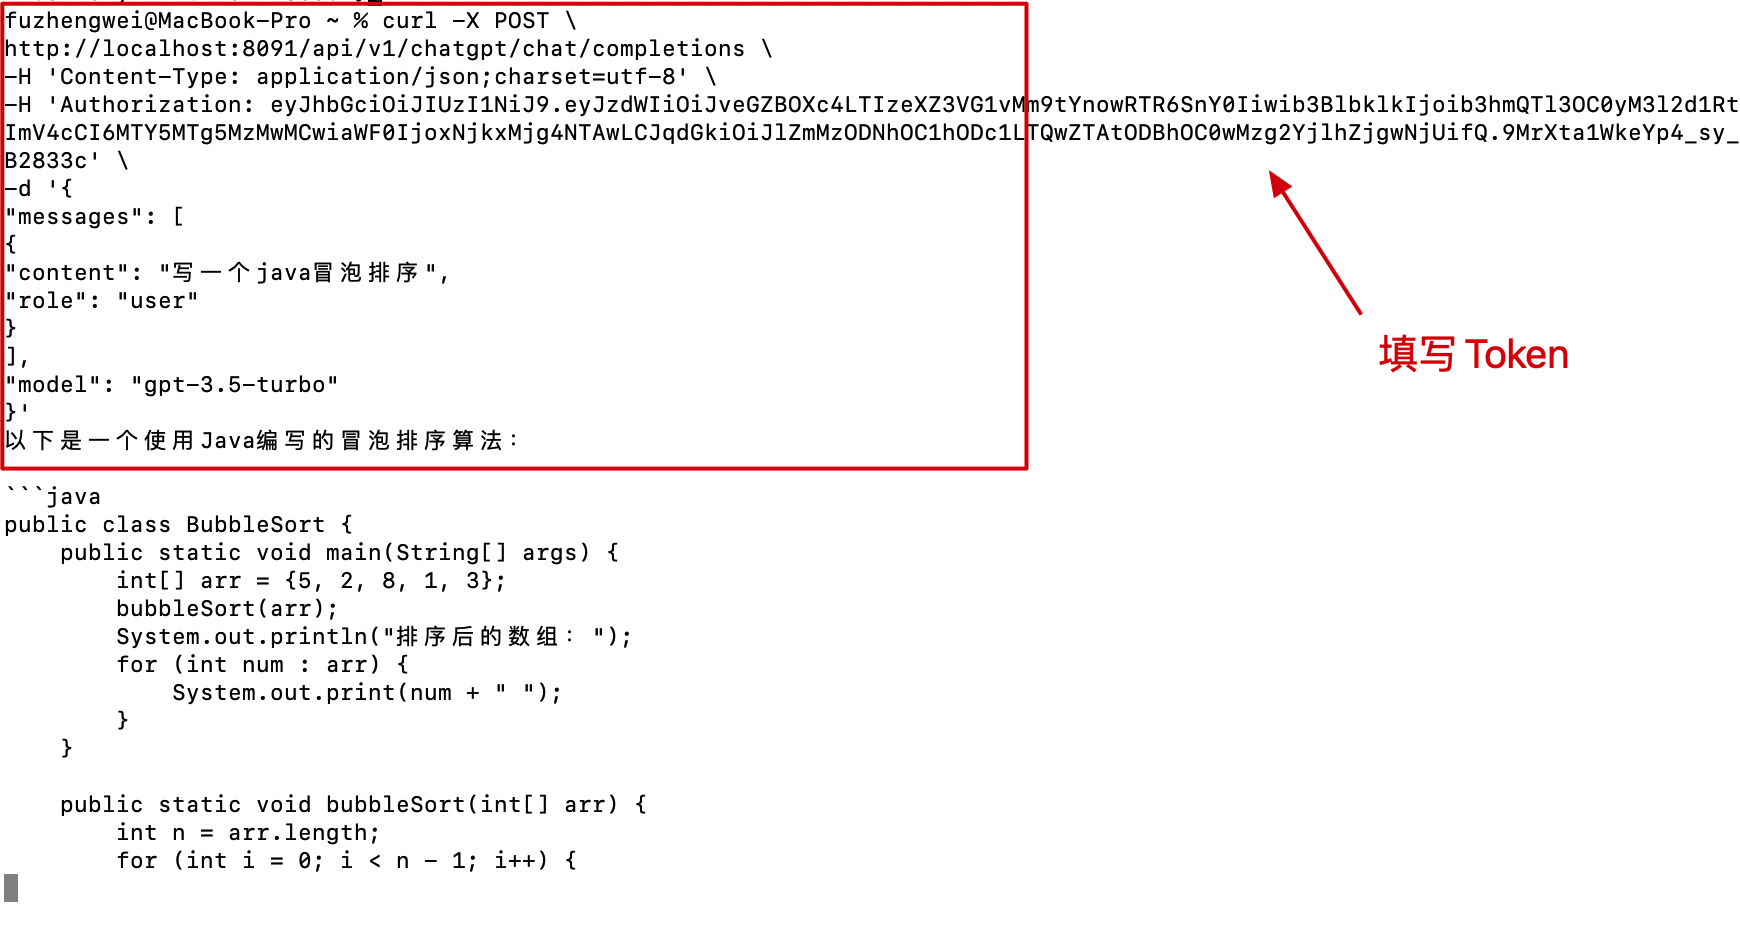 fuzhengwei@MacBook-Pro ~ % curl -X POST \
http://localhost:8091/api/v1/chatgpt/chat/completions \
-H 'Content-Type: application/json;charset=utf-8' \
-H 'Authorization: eyJhbGciOiJIUzI1NiJ9.eyJzdWIiOiJveGZBOXc4LTIzeXZ3VG1vMm9tYnowRTR6SnY0Iiwib3BlbklkIjoib3hmQTl3OC0yM3l2d1Rt
ImV4cCI6MTY5MTg5MzMwMCwiaWF0IjoxNjkxMjg4NTAwLCJqdGkiOiJlZmMzODNhOC1hODc1LTQwZTAtODBhOC0wMzg2YjlhZjgwNjUifQ.9MrXta1WkeYp4_sy_
B2833c' \
-d '{
"messages": [
{
"content": "写一个java冒泡排序",
"role": "user"
}
],
"model": "gpt-3.5-turbo"
}'
以下是一个使用Java编写的冒泡排序算法：
填写 Token
```java
public class BubbleSort {
    public static void main(String[] args) {
        int[] arr = {5, 2, 8, 1, 3};
        bubbleSort(arr);
        System.out.println("排序后的数组：");
        for (int num : arr) {
            System.out.print(num + " ");
        }
    }
    public static void bubbleSort(int[] arr) {
        int n = arr.length;
        for (int i = 0; i < n - 1; i++) {